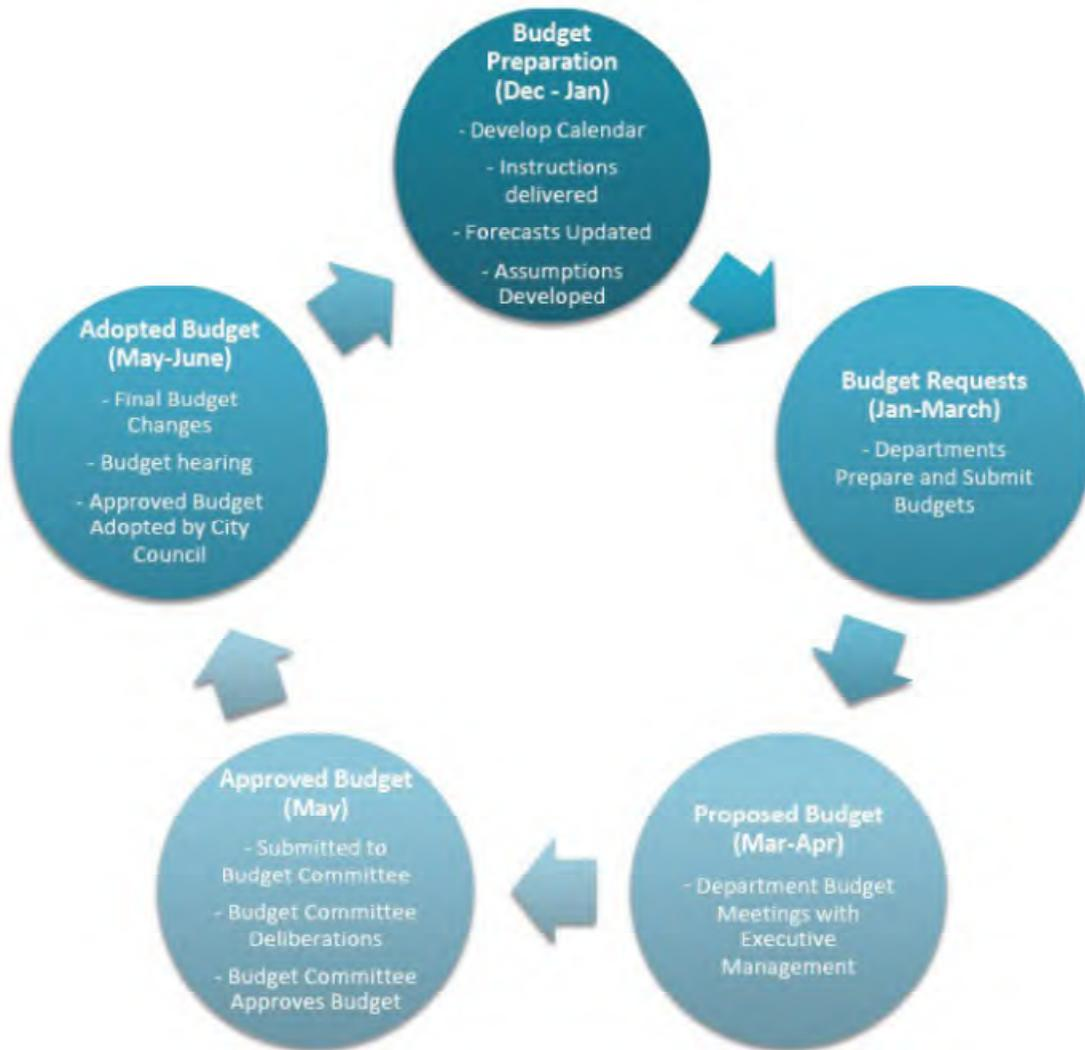 Budget
Preparation
(Dec - Jan)
- Develop Calendar
- Instructions
delivered
- Forecasts Updated
- Assumptions
Developed
Budget Requests
(Jan-March)
- Departments
Prepare and Submit
Budgets
Proposed Budget
(Mar-Apr)
- Department Budget
Meetings with
Executive
Management
Approved Budget
(May)
- Submitted to
Budget Committee
- Budget Committee
Deliberations
- Budget Committee
Approves Budget
Adopted Budget
(May-June)
- Final Budget
Changes
- Budget hearing
- Approved Budget
Adopted by City
Council